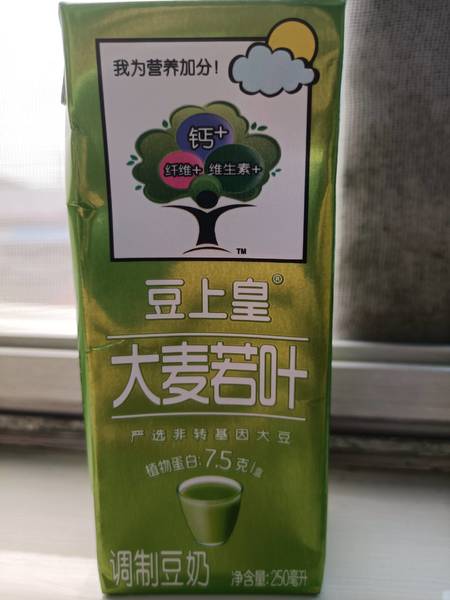 我为营养加分!
钙+
纤维+ 维生素+
TM
豆上皇®
大麦若叶
严选非转基因大豆
植物蛋白:7.5克/盒
调制豆奶 净含量:250毫升